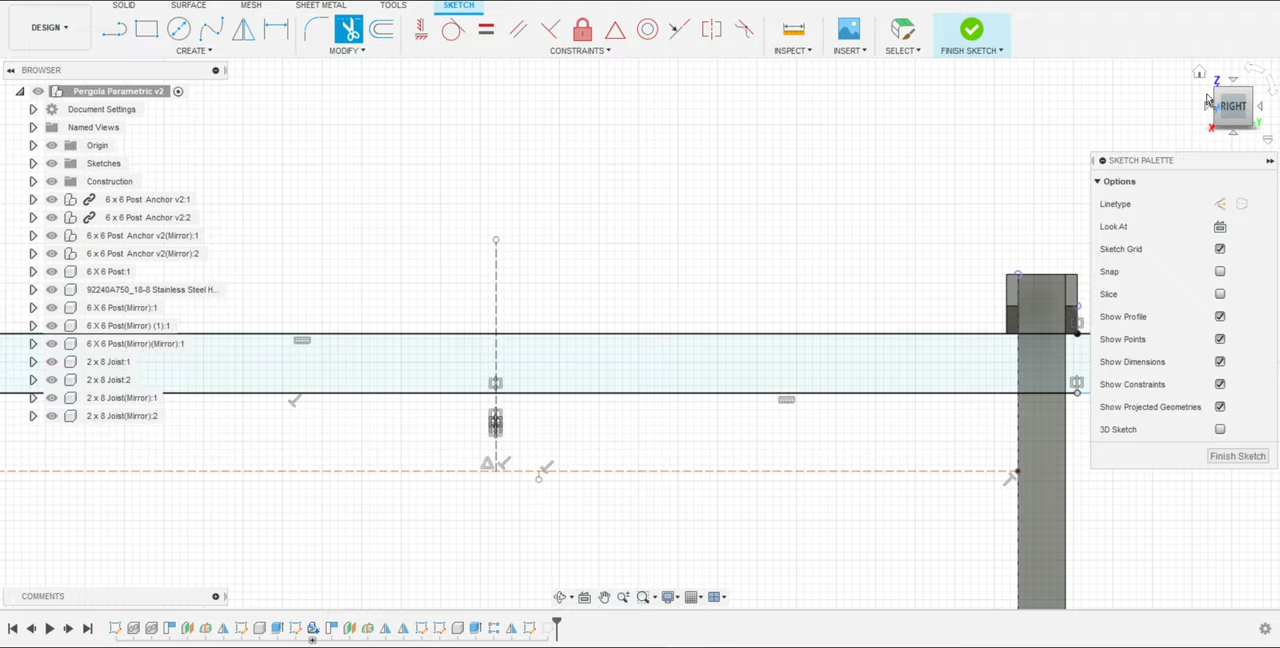 SOLID SURFACE MESH SHEET METAL TOOLS SKETCH
DESIGN
CREATE MODIFY CONSTRAINTS INSPECT INSERT SELECT FINISH SKETCH
BROWSER
Pergola Parametric v2
Document Settings
Named Views
Origin
Sketches
Construction
6 x 6 Post Anchor v2:1
6 x 6 Post Anchor v2:2
6 x 6 Post Anchor v2(Mirror):1
6 x 6 Post Anchor v2(Mirror):2
6 X 6 Post:1
92240A750_18-8 Stainless Steel H...
6 X 6 Post(Mirror):1
6 X 6 Post(Mirror) (1):1
6 X 6 Post(Mirror)(Mirror):1
2 x 8 Joist:1
2 x 8 Joist:2
2 x 8 Joist(Mirror):1
2 x 8 Joist(Mirror):2
Z
RIGHT
X
Y
SKETCH PALETTE
Options
Linetype
Look At
Sketch Grid
Snap
Slice
Show Profile
Show Points
Show Dimensions
Show Constraints
Show Projected Geometries
3D Sketch
Finish Sketch
COMMENTS